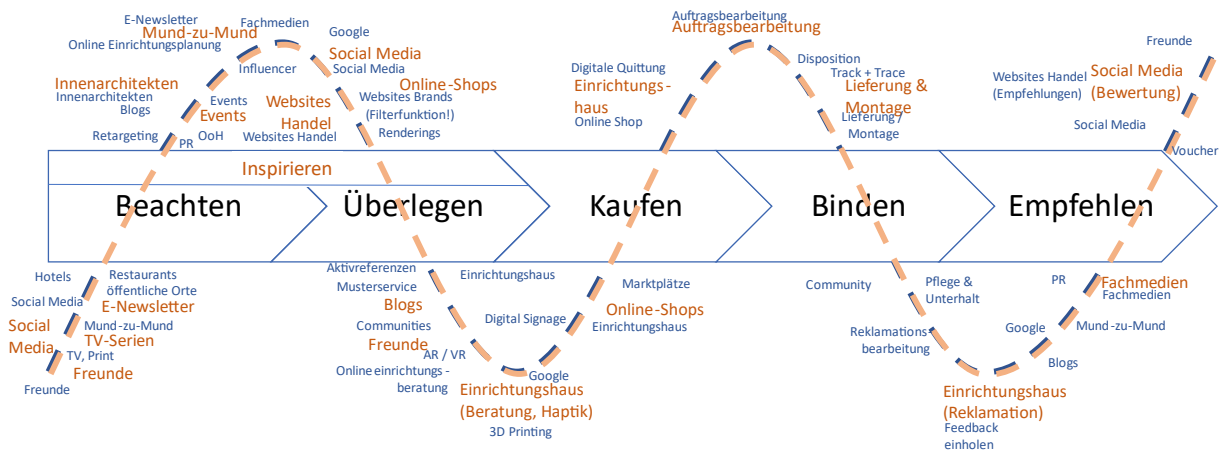 E-Newsletter
Mund-zu-Mund
Online Einrichtungsplanung
Fachmedien
Google
Social Media
Influencer
Social Media
Online-Shops
Innenarchitekten
Innenarchitekten
Blogs
Events
Events
Websites
Handel
Websites Brands
(Filterfunktion!)
Retargeting
PR
OoH
Websites Handel
Renderings
Auftragsbearbeitung
Auftragsbearbeitung
Digitale Quittung
Einrichtungs-
haus
Online Shop
Disposition
Track + Trace
Lieferung &
Montage
Lieferung /
Montage
Freunde
Websites Handel
(Empfehlungen)
Social Media
(Bewertung)
Social Media
Voucher
Inspirieren
Beachten
Überlegen
Kaufen
Binden
Empfehlen
Hotels
Restaurants
öffentliche Orte
Social Media
E-Newsletter
Social
Media
Mund-zu-Mund
TV-Serien
TV, Print
Freunde
Freunde
Aktivreferenzen
Musterservice
Blogs
Communities
Freunde
AR / VR
Onlineeinrichtungs-
beratung
Einrichtungshaus
Digital Signage
Google
Einrichtungshaus
(Beratung, Haptik)
3D Printing
Marktplätze
Online-Shops
Einrichtungshaus
Community
Pflege &
Unterhalt
Reklamations-
bearbeitung
Einrichtungshaus
(Reklamation)
Feedback
einholen
PR
Fachmedien
Fachmedien
Google
Mund-zu-Mund
Blogs